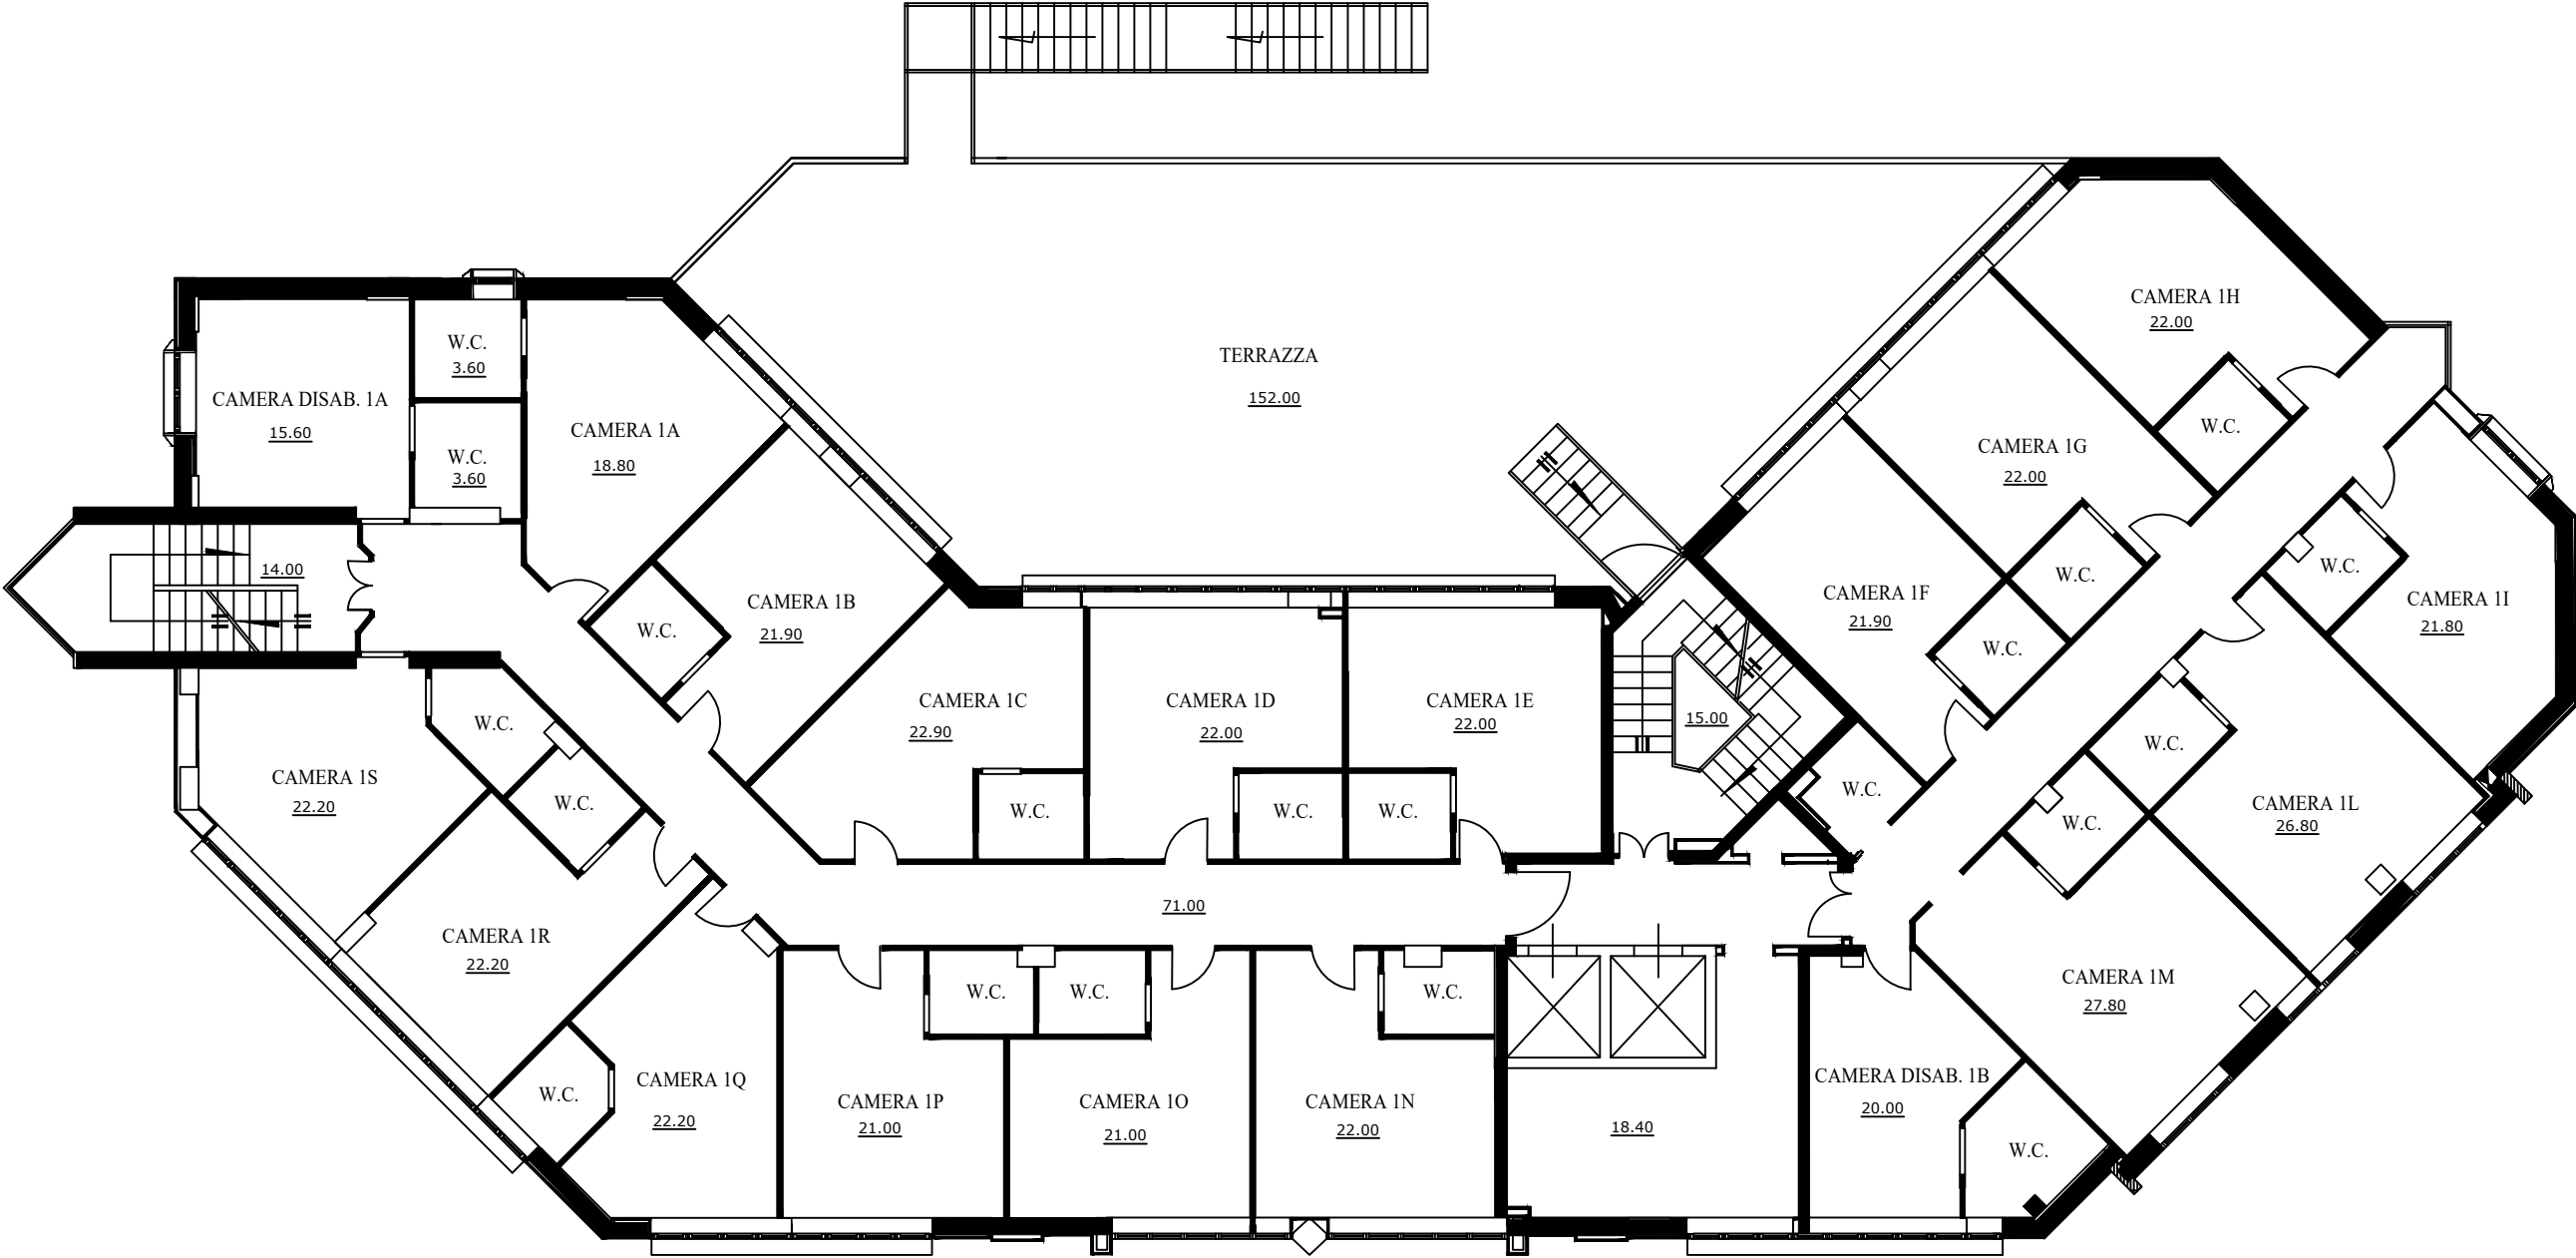 TERRAZZA
152.00
CAMERA DISAB. 1A
15.60
W.C.
3.60
W.C.
3.60
CAMERA 1A
18.80
14.00
CAMERA 1B
21.90
W.C.
CAMERA 1C
22.90
W.C.
CAMERA 1D
22.00
W.C.
CAMERA 1E
22.00
W.C.
15.00
CAMERA 1F
21.90
W.C.
CAMERA 1G
22.00
W.C.
CAMERA 1H
22.00
W.C.
CAMERA 1I
21.80
W.C.
CAMERA 1L
26.80
W.C.
W.C.
W.C.
CAMERA 1M
27.80
CAMERA DISAB. 1B
20.00
W.C.
18.40
71.00
CAMERA 1N
22.00
W.C.
CAMERA 1O
21.00
W.C.
CAMERA 1P
21.00
W.C.
CAMERA 1Q
22.20
W.C.
CAMERA 1R
22.20
W.C.
CAMERA 1S
22.20
W.C.